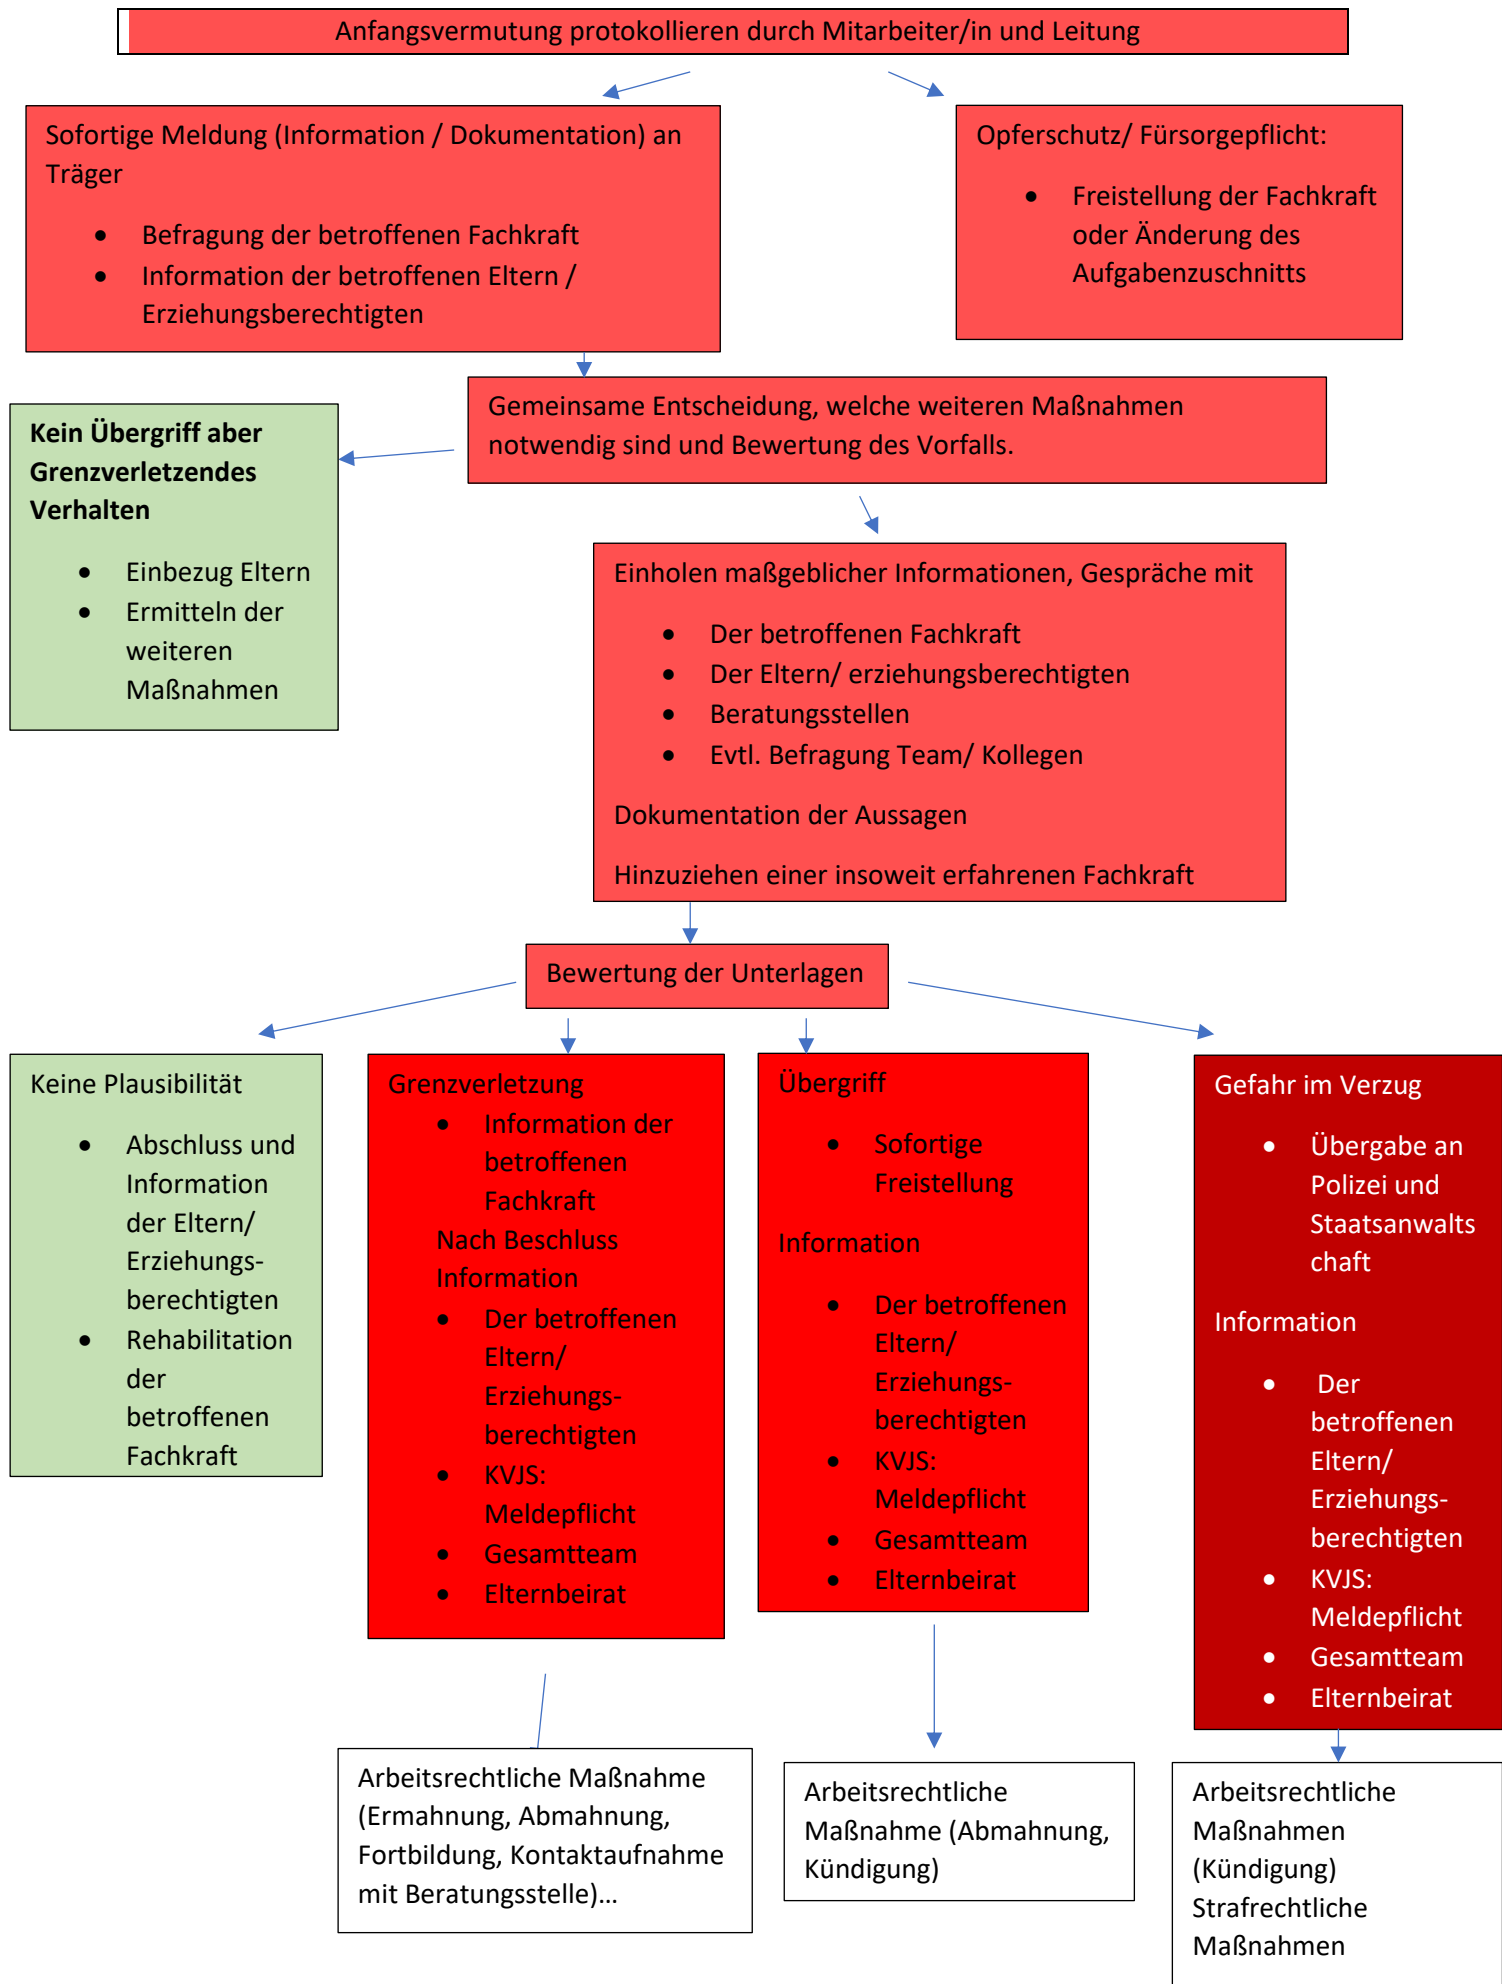 Anfangsvermutung protokollieren durch Mitarbeiter/in und Leitung
Sofortige Meldung (Information / Dokumentation) an
Träger
• Befragung der betroffenen Fachkraft
• Information der betroffenen Eltern /
Erziehungsberechtigten
Opferschutz/ Fürsorgepflicht:
• Freistellung der Fachkraft
oder Änderung des
Aufgabenzuschnitts
Gemeinsame Entscheidung, welche weiteren Maßnahmen
notwendig sind und Bewertung des Vorfalls.
Kein Übergriff aber
Grenzverletzendes
Verhalten
• Einbezug Eltern
• Ermitteln der
weiteren
Maßnahmen
Einholen maßgeblicher Informationen, Gespräche mit
• Der betroffenen Fachkraft
• Der Eltern/ erziehungsberechtigten
• Beratungsstellen
• Evtl. Befragung Team/ Kollegen
Dokumentation der Aussagen
Hinzuziehen einer insoweit erfahrenen Fachkraft
Bewertung der Unterlagen
Keine Plausibilität
• Abschluss und
Information
der Eltern/
Erziehungs-
berechtigten
• Rehabilitation
der
betroffenen
Fachkraft
Grenzverletzung
• Information der
betroffenen
Fachkraft
Nach Beschluss
Information
• Der betroffenen
Eltern/
Erziehungs-
berechtigten
• KVJS:
Meldepflicht
• Gesamtteam
• Elternbeirat
Übergriff
• Sofortige
Freistellung
Information
• Der betroffenen
Eltern/
Erziehungs-
berechtigten
• KVJS:
Meldepflicht
• Gesamtteam
• Elternbeirat
Gefahr im Verzug
• Übergabe an
Polizei und
Staatsanwalts
chaft
Information
• Der
betroffenen
Eltern/
Erziehungs-
berechtigten
• KVJS:
Meldepflicht
• Gesamtteam
• Elternbeirat
Arbeitsrechtliche Maßnahme
(Ermahnung, Abmahnung,
Fortbildung, Kontaktaufnahme
mit Beratungsstelle)…
Arbeitsrechtliche
Maßnahme (Abmahnung,
Kündigung)
Arbeitsrechtliche
Maßnahmen
(Kündigung)
Strafrechtliche
Maßnahmen